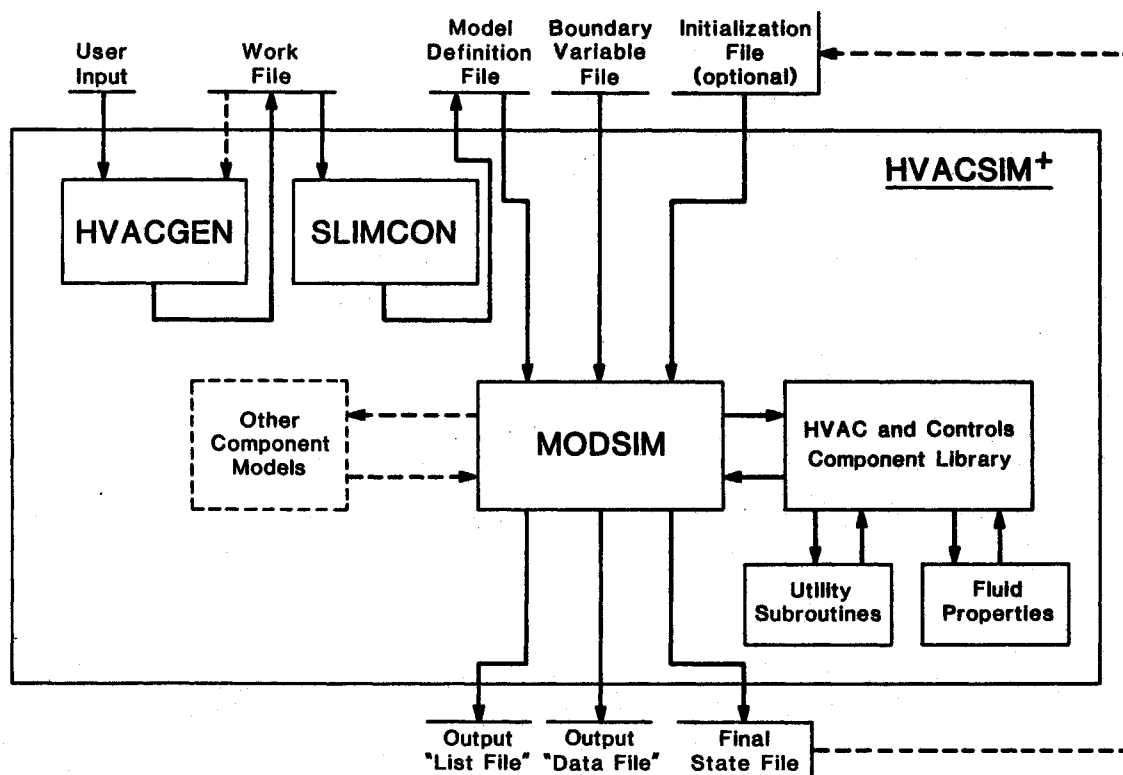 User
Input
Work
File
Model
Definition
File
Boundary
Variable
File
Initialization
File
(optional)
HVACSIM+
HVACGEN
SLIMCON
Other
Component
Models
MODSIM
HVAC and Controls
Component Library
Utility
Subroutines
Fluid
Properties
Output
"List File"
Output
"Data File"
Final
State File